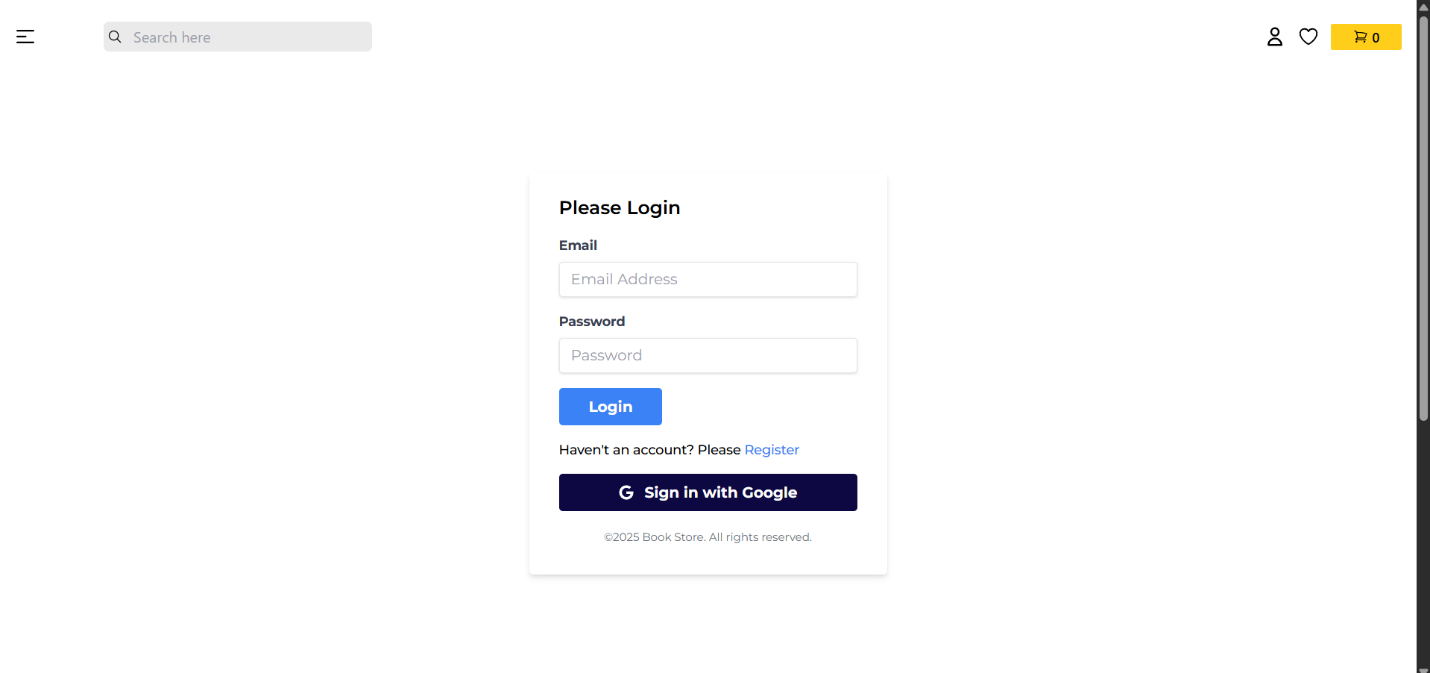 Search here
0
Please Login
Email
Email Address
Password
Password
Login
Haven't an account? Please Register
Sign in with Google
©2025 Book Store. All rights reserved.